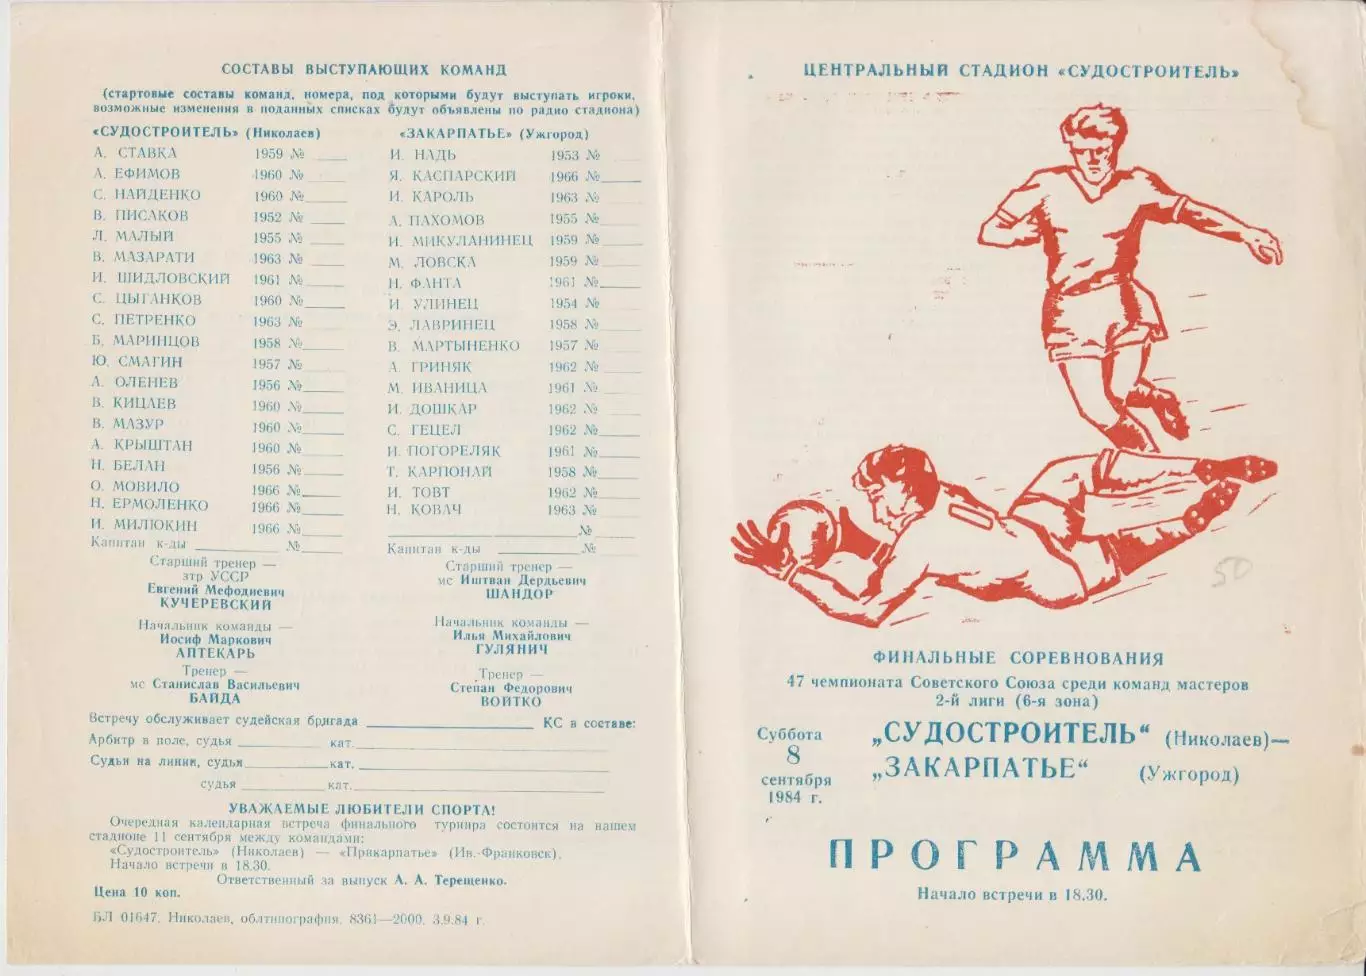 СОСТАВЫ ВЫСТУПАЮЩИХ КОМАНД
(стартовые составы команд, номера, под которыми будут выступать игроки,
возможные изменения в поданных списках будут объявлены по радио стадиона)
«СУДОСТРОИТЕЛЬ» (Николаев)
А. СТАВКА 1959 №
А. ЕФИМОВ 1960 №
С. НАЙДЕНКО 1960 №
В. ПИСАКОВ 1952 №
Л. МАЛЫЙ 1955 №
В. МАЗАРАТИ 1963 №
И. ШИДЛОВСКИЙ 1961 №
С. ЦЫГАНКОВ 1960 №
С. ПЕТРЕНКО 1963 №
Б. МАРИНЦОВ 1958 №
Ю. СМАГИН 1957 №
А. ОЛЕНЕВ 1956 №
В. КИЦАЕВ 1960 №
В. МАЗУР 1960 №
А. КРЫШТАН 1960 №
Н. БЕЛАН 1956 №
О. МОВИЛО 1966 №
Н. ЕРМОЛЕНКО 1966 №
И. МИЛЮКИН 1966 №
Капитан к-ды №
Старший тренер —
зтр УССР
Евгений Мефодиевич
КУЧЕРЕВСКИЙ
Начальник команды —
Иосиф Маркович
АПТЕКАРЬ
Тренер —
мс Станислав Васильевич
БАЙДА
«ЗАКАРПАТЬЕ» (Ужгород)
И. НАДЬ 1953 №
Я. КАСПАРСКИЙ 1966 №
И. КАРОЛЬ 1963 №
А. ПАХОМОВ 1955 №
И. МИКУЛАНИНЕЦ 1959 №
М. ЛОВСКА 1959 №
Н. ФАНТА 1961 №
И. УЛИНЕЦ 1954 №
Э. ЛАВРИНЕЦ 1958 №
В. МАРТЫНЕНКО 1957 №
А. ГРИНЯК 1962 №
М. ИВАНИЦА 1961 №
И. ДОШКАР 1962 №
С. ГЕЦЕЛ 1962 №
И. ПОГОРЕЛЯК 1961 №
Т. КАРПОНАЙ 1958 №
И. ТОВТ 1962 №
Н. КОВАЧ 1963 №
№
Капитан к-ды №
Старший тренер —
мс Иштван Дердьевич
ШАНДОР
Начальник команды —
Илья Михайлович
ГУЛЯНИЧ
Тренер —
Степан Федорович
ВОЙТКО
Встречу обслуживает судейская бригада КС в составе:
Арбитр в поле, судья кат.
Судья на линии, судья кат.
судья кат.
УВАЖАЕМЫЕ ЛЮБИТЕЛИ СПОРТА!
Очередная календарная встреча финального турнира состоится на нашем
стадионе 11 сентября между командами:
«Судостроитель» (Николаев) — «Прикарпатье» (Ив.-Франковск).
Начало встречи в 18.30.
Ответственный за выпуск А. А. Терещенко.
Цена 10 коп.
БЛ 01647. Николаев, облтипография. 8361—2000. 3.9.84 г.
ЦЕНТРАЛЬНЫЙ СТАДИОН «СУДОСТРОИТЕЛЬ»
50
ФИНАЛЬНЫЕ СОРЕВНОВАНИЯ
47 чемпионата Советского Союза среди команд мастеров
2-й лиги (6-я зона)
Суббота
8
сентября
1984 г.
„СУДОСТРОИТЕЛЬ“ (Николаев)—
„ЗАКАРПАТЬЕ“ (Ужгород)
ПРОГРАММА
Начало встречи в 18.30.